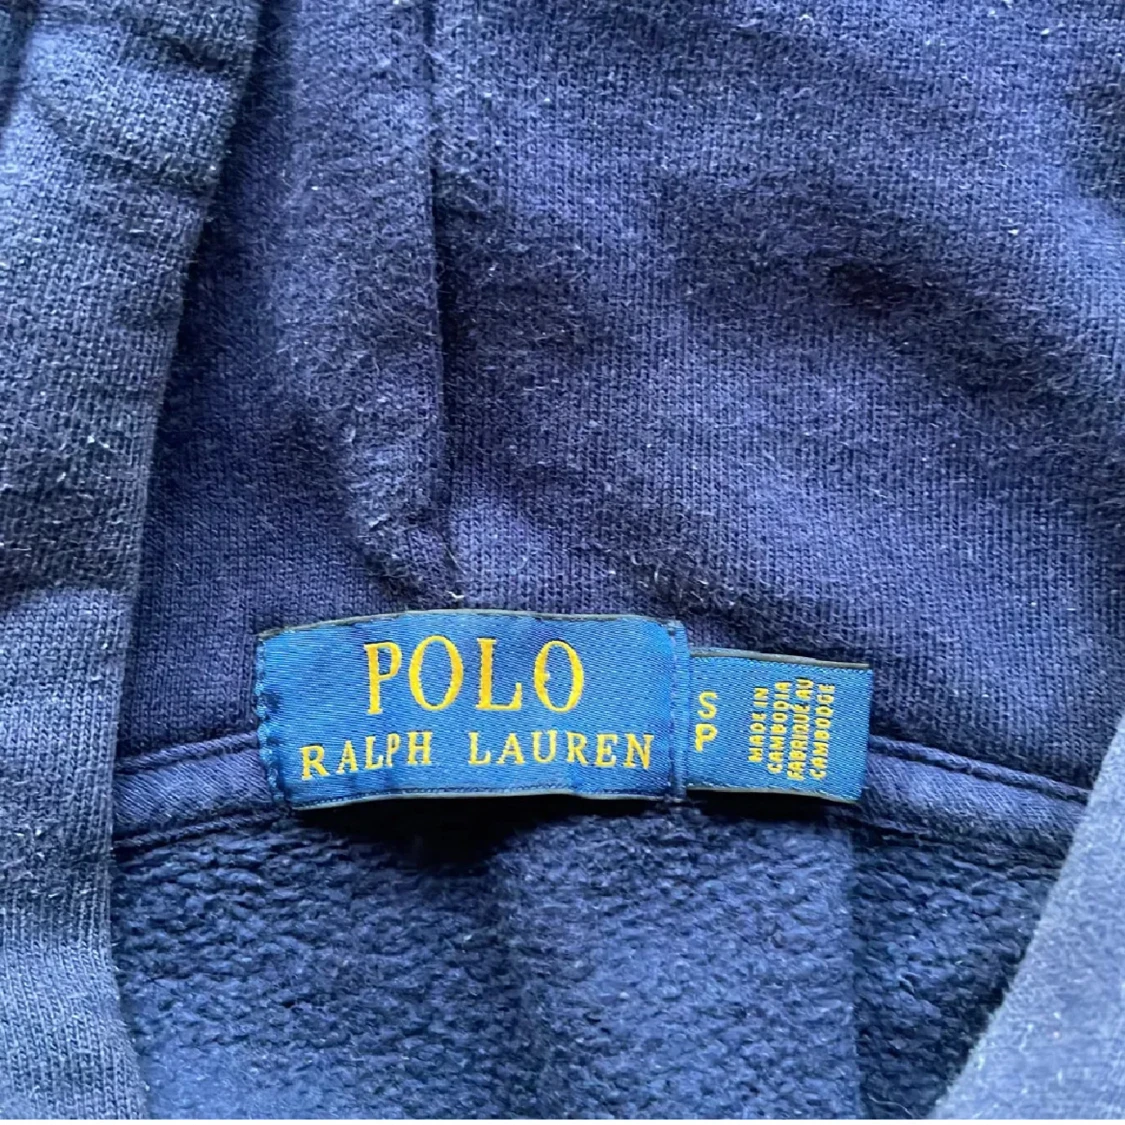 POLO
RALPH LAUREN
S
P
MADE IN
CAMBODIA
FABRIQUÉ AU
CAMBODGE